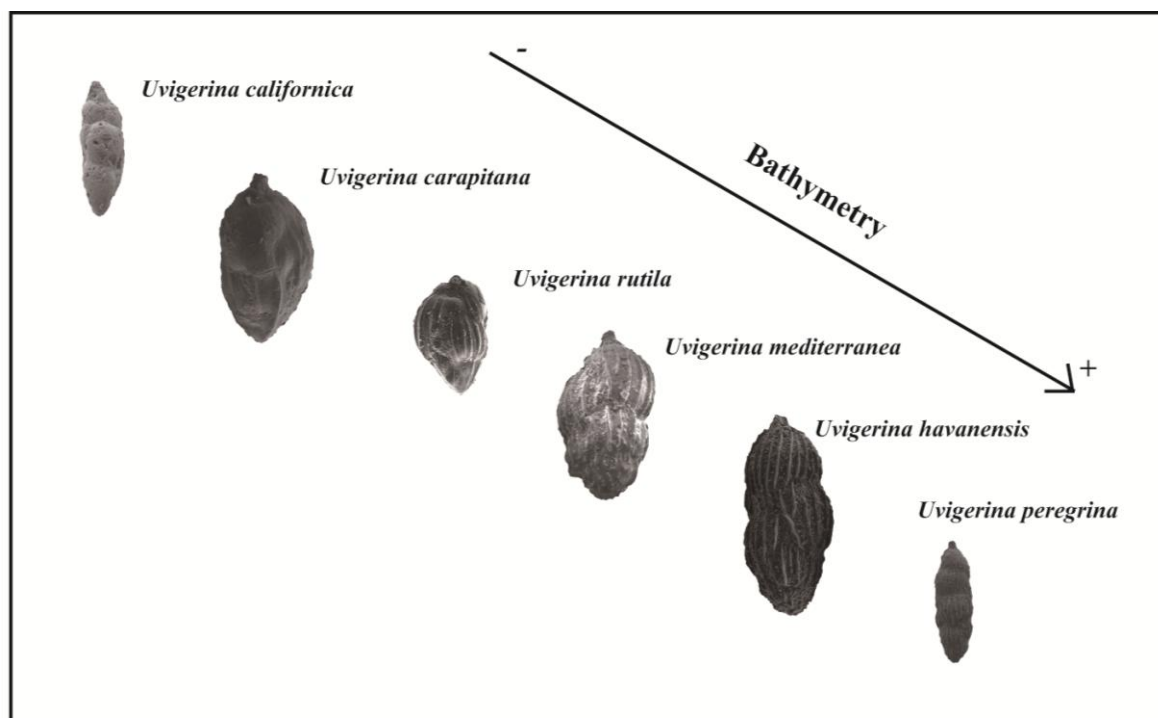 -
Uvigerina californica
Bathymetry
Uvigerina carapitana
Uvigerina rutila
Uvigerina mediterranea
+
Uvigerina havanensis
Uvigerina peregrina